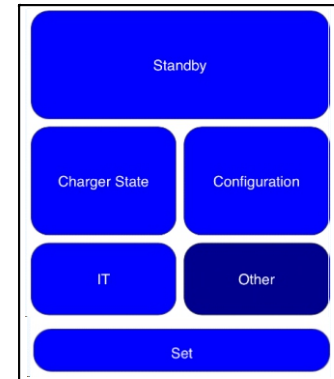 Standby
Charger State
Configuration
IT
Other
Set